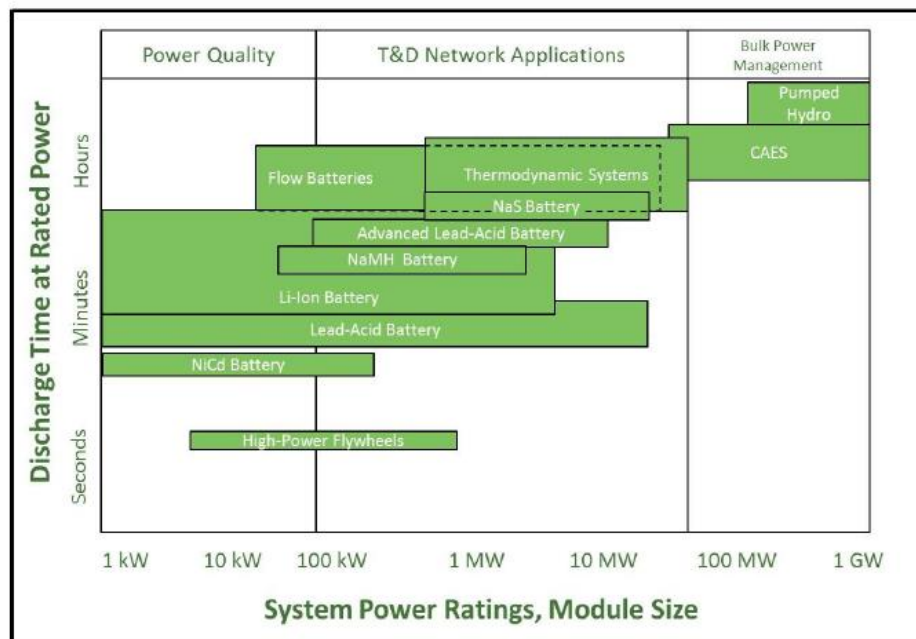 Power Quality
T&D Network Applications
Bulk Power
Management
Pumped
Hydro
CAES
Flow Batteries
Thermodynamic Systems
NaS Battery
Advanced Lead-Acid Battery
NaMH Battery
Li-Ion Battery
Lead-Acid Battery
NiCd Battery
High-Power Flywheels
Discharge Time at Rated Power
Hours
Minutes
Seconds
1 kW
10 kW
100 kW
1 MW
10 MW
100 MW
1 GW
System Power Ratings, Module Size